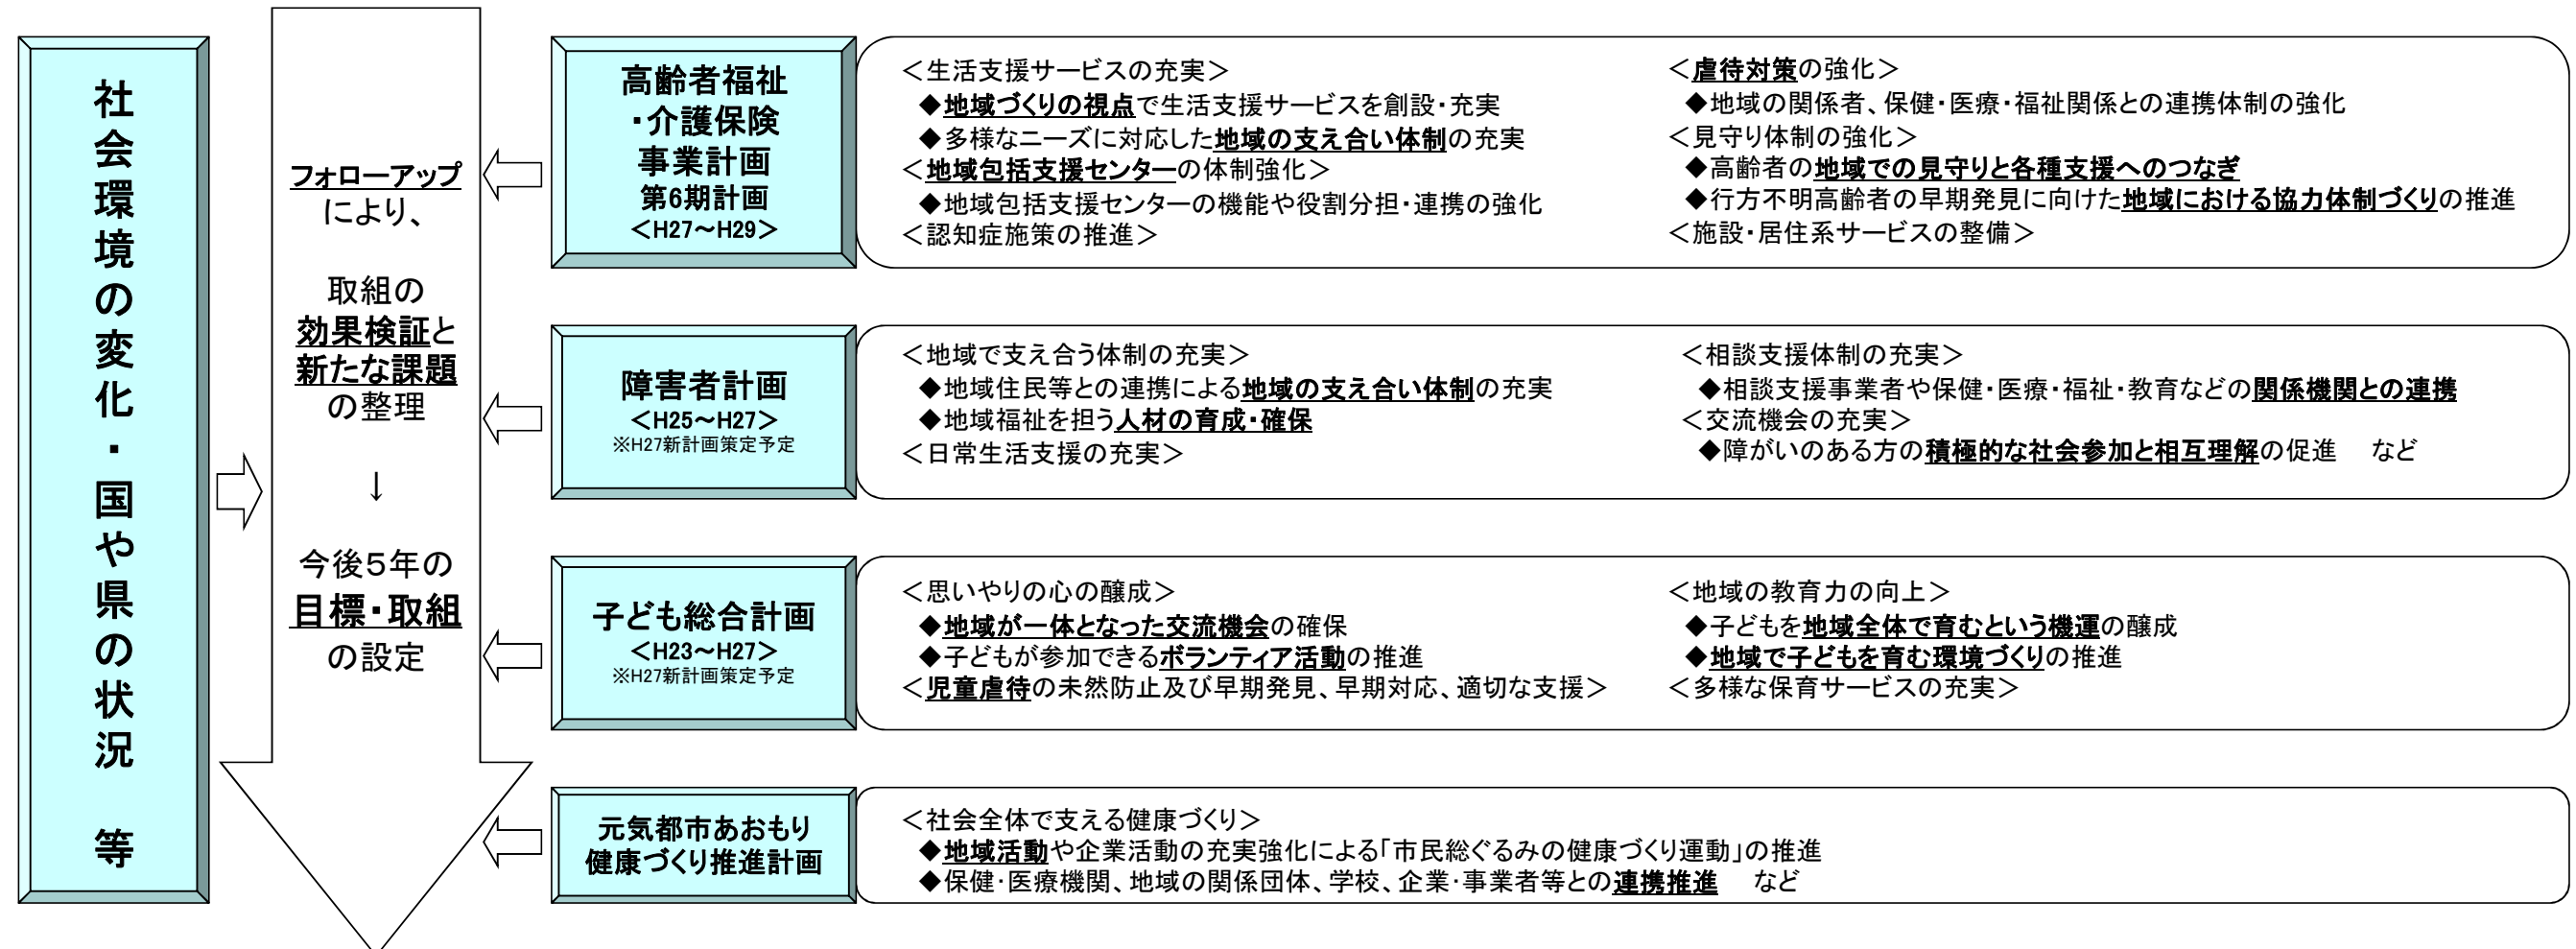 社会環境の変化・国や県の状況 等
フォローアップ
により、
取組の
効果検証と
新たな課題
の整理
↓
今後5年の
目標・取組
の設定
高齢者福祉
・介護保険
事業計画
第6期計画
＜H27～H29＞
＜生活支援サービスの充実＞
◆地域づくりの視点で生活支援サービスを創設・充実
◆多様なニーズに対応した地域の支え合い体制の充実
＜地域包括支援センターの体制強化＞
◆地域包括支援センターの機能や役割分担・連携の強化
＜認知症施策の推進＞
＜虐待対策の強化＞
◆地域の関係者、保健・医療・福祉関係との連携体制の強化
＜見守り体制の強化＞
◆高齢者の地域での見守りと各種支援へのつなぎ
◆行方不明高齢者の早期発見に向けた地域における協力体制づくりの推進
＜施設・居住系サービスの整備＞
障害者計画
＜H25～H27＞
※H27新計画策定予定
＜地域で支え合う体制の充実＞
◆地域住民等との連携による地域の支え合い体制の充実
◆地域福祉を担う人材の育成・確保
＜日常生活支援の充実＞
＜相談支援体制の充実＞
◆相談支援事業者や保健・医療・福祉・教育などの関係機関との連携
＜交流機会の充実＞
◆障がいのある方の積極的な社会参加と相互理解の促進 など
子ども総合計画
＜H23～H27＞
※H27新計画策定予定
＜思いやりの心の醸成＞
◆地域が一体となった交流機会の確保
◆子どもが参加できるボランティア活動の推進
＜児童虐待の未然防止及び早期発見、早期対応、適切な支援＞
＜地域の教育力の向上＞
◆子どもを地域全体で育むという機運の醸成
◆地域で子どもを育む環境づくりの推進
＜多様な保育サービスの充実＞
元気都市あおもり
健康づくり推進計画
＜社会全体で支える健康づくり＞
◆地域活動や企業活動の充実強化による「市民総ぐるみの健康づくり運動」の推進
◆保健・医療機関、地域の関係団体、学校、企業・事業者等との連携推進 など